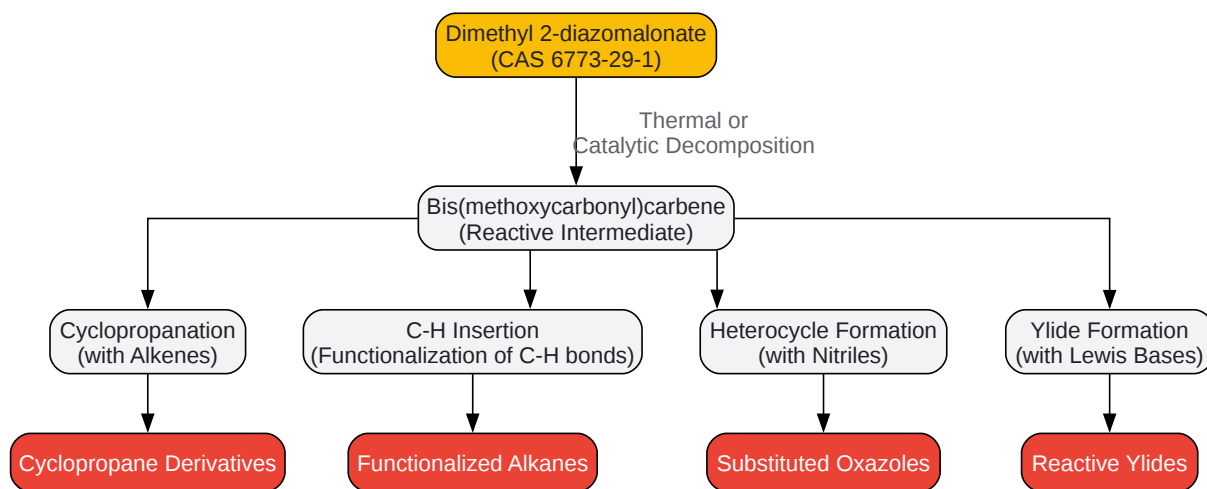 Dimethyl 2-diazomalonate
(CAS 6773-29-1)
Thermal or
Catalytic Decomposition
Bis(methoxycarbonyl)carbene
(Reactive Intermediate)
Cyclopropanation
(with Alkenes)
C-H Insertion
(Functionalization of C-H bonds)
Heterocycle Formation
(with Nitriles)
Ylide Formation
(with Lewis Bases)
Cyclopropane Derivatives
Functionalized Alkanes
Substituted Oxazoles
Reactive Ylides